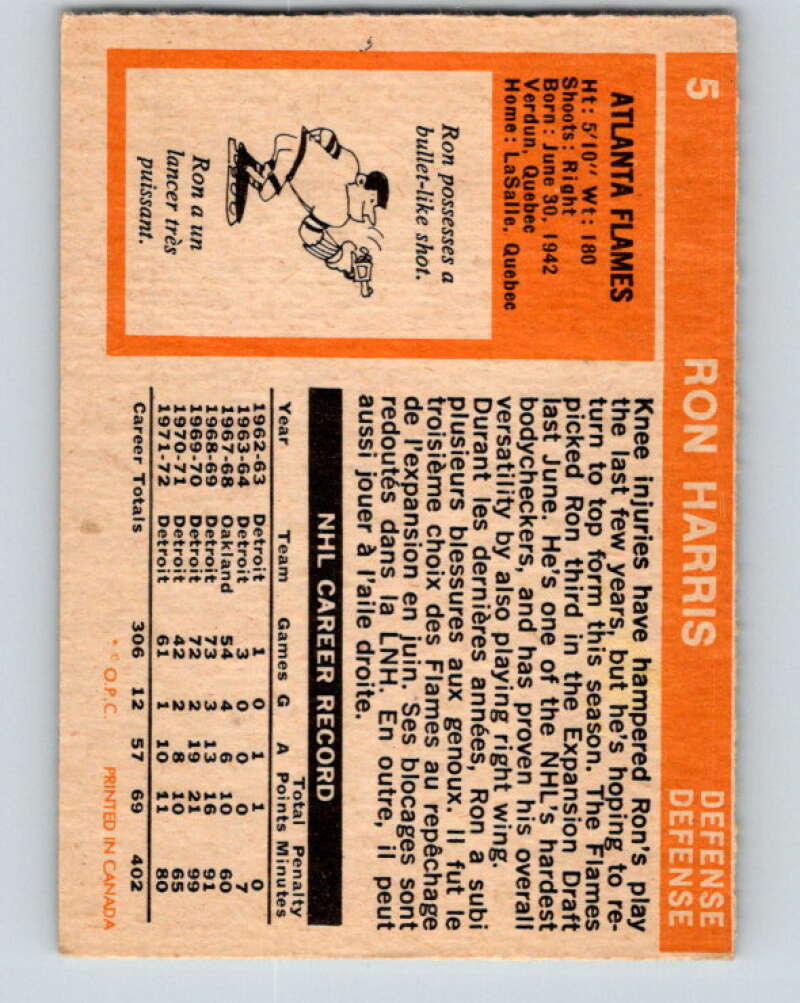 5 RON HARRIS DEFENSE
DÉFENSE
ATLANTA FLAMES
Ht: 5'10" Wt: 180
Shoots: Right
Born: June 30, 1942
Verdun, Quebec
Home: LaSalle, Quebec
Ron possesses a
bullet-like shot.
Ron a un
lancer très
puissant.
Knee injuries have hampered Ron's play
the last few years, but he's hoping to re-
turn to top form this season. The Flames
picked Ron third in the Expansion Draft
last June. He's one of the NHL's hardest
bodycheckers, and has proven his overall
versatility by also playing right wing.
Durant les dernières années, Ron a subi
plusieurs blessures aux genoux. Il fut le
troisième choix des Flames au repêchage
de l'expansion en juin. Ses blocages sont
redoutés dans la LNH. En outre, il peut
aussi jouer à l'aile droite.
NHL CAREER RECORD
Total Penalty
Year Team Games G A Points Minutes
1962-63 Detroit 1 0 1 1 0
1963-64 Detroit 3 0 0 0 7
1967-68 Oakland 54 4 6 10 60
1968-69 Detroit 73 3 13 16 91
1969-70 Detroit 72 2 19 21 99
1970-71 Detroit 42 2 8 10 65
1971-72 Detroit 61 1 10 11 80
Career Totals 306 12 57 69 402
* © O.P.C. PRINTED IN CANADA